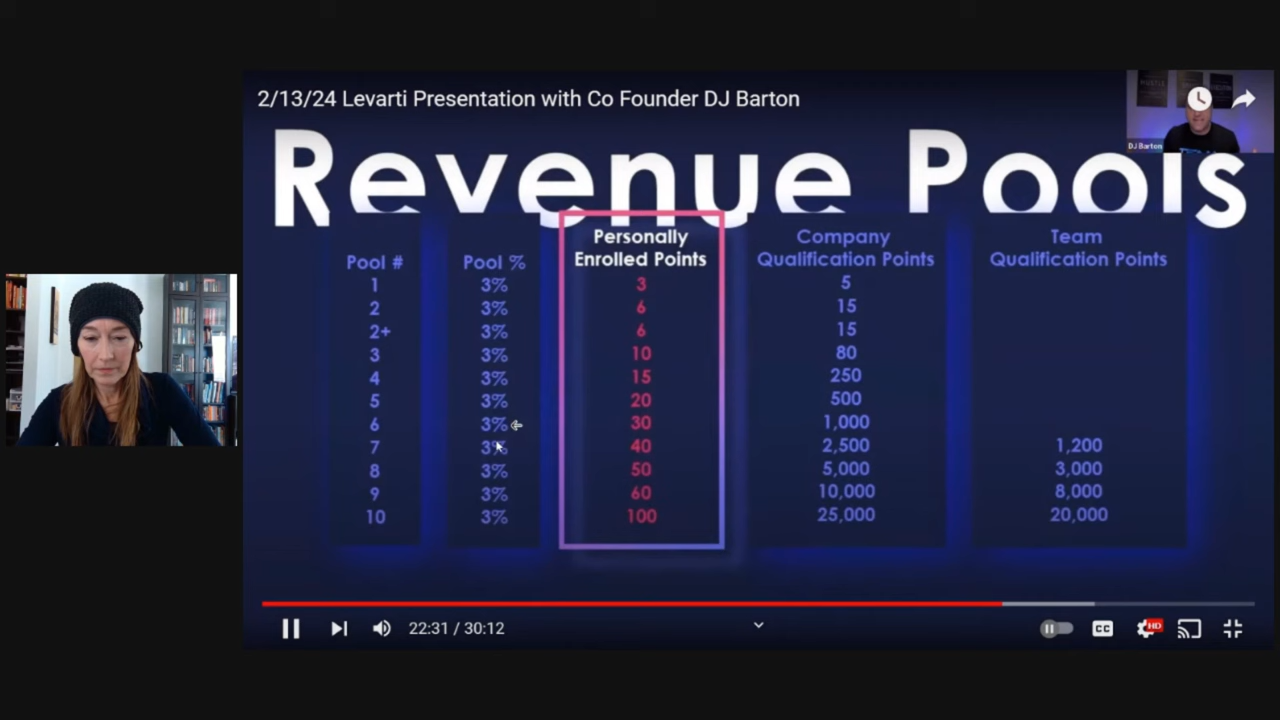 2/13/24 Levarti Presentation with Co Founder DJ Barton
DJ Barton
Revenue Pools
Pool # Pool % Personally Enrolled Points Company Qualification Points Team Qualification Points
1 3% 3 5
2 3% 6 15
2+ 3% 6 15
3 3% 10 80
4 3% 15 250
5 3% 20 500
6 3% 30 1,000
7 3% 40 2,500 1,200
8 3% 50 5,000 3,000
9 3% 60 10,000 8,000
10 3% 100 25,000 20,000
22:31 / 30:12
CC
HD